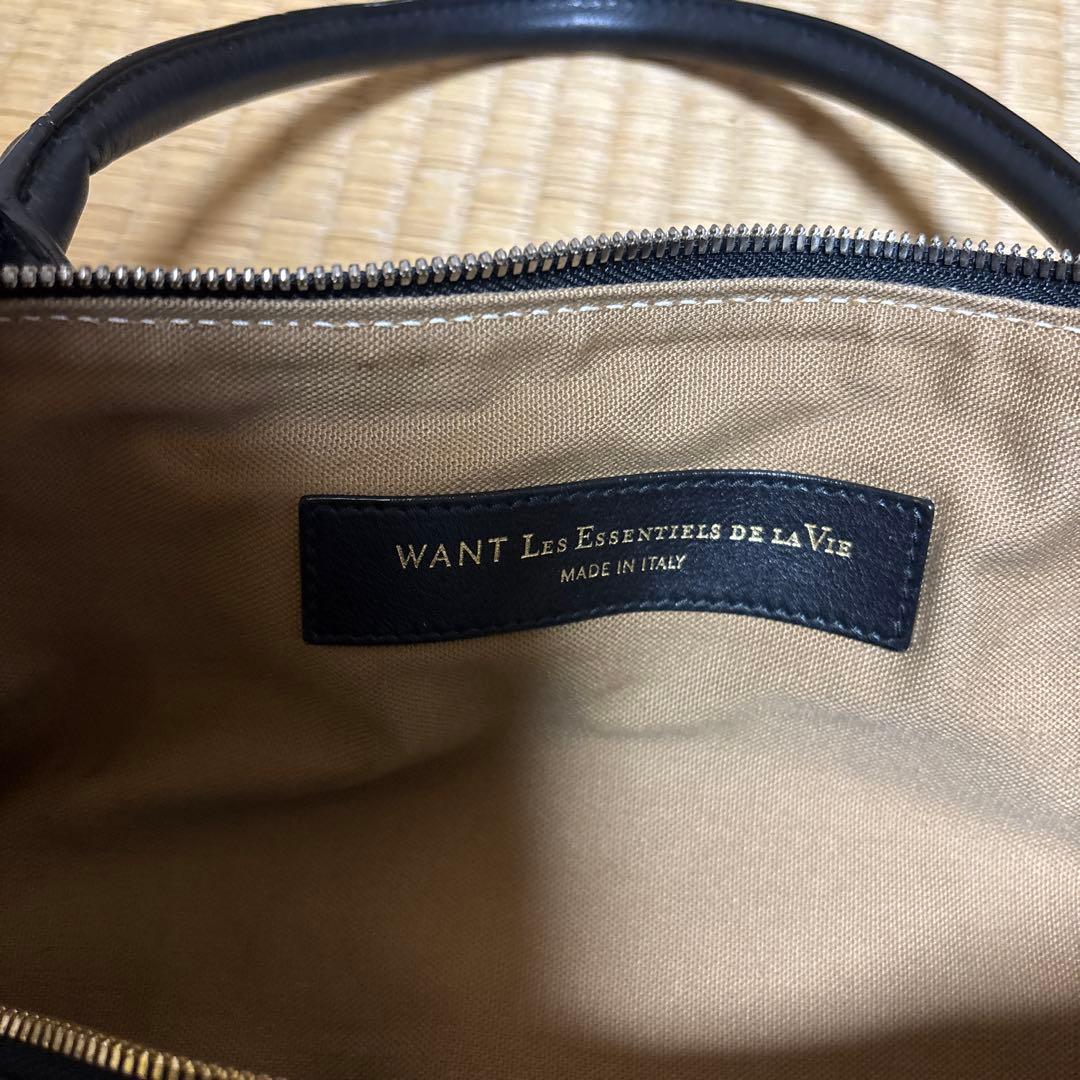 WANT LES ESSENTIELS DE LA VIE
MADE IN ITALY